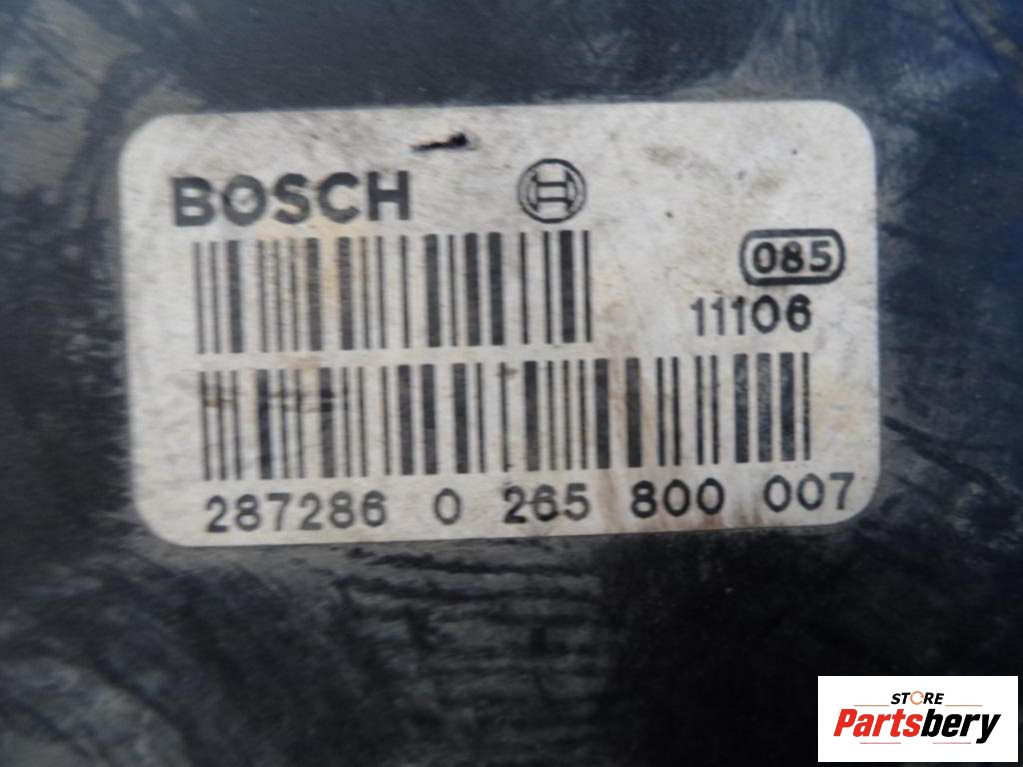 BOSCH
085
11106
287286 0 265 800 007
STORE
Partsbery